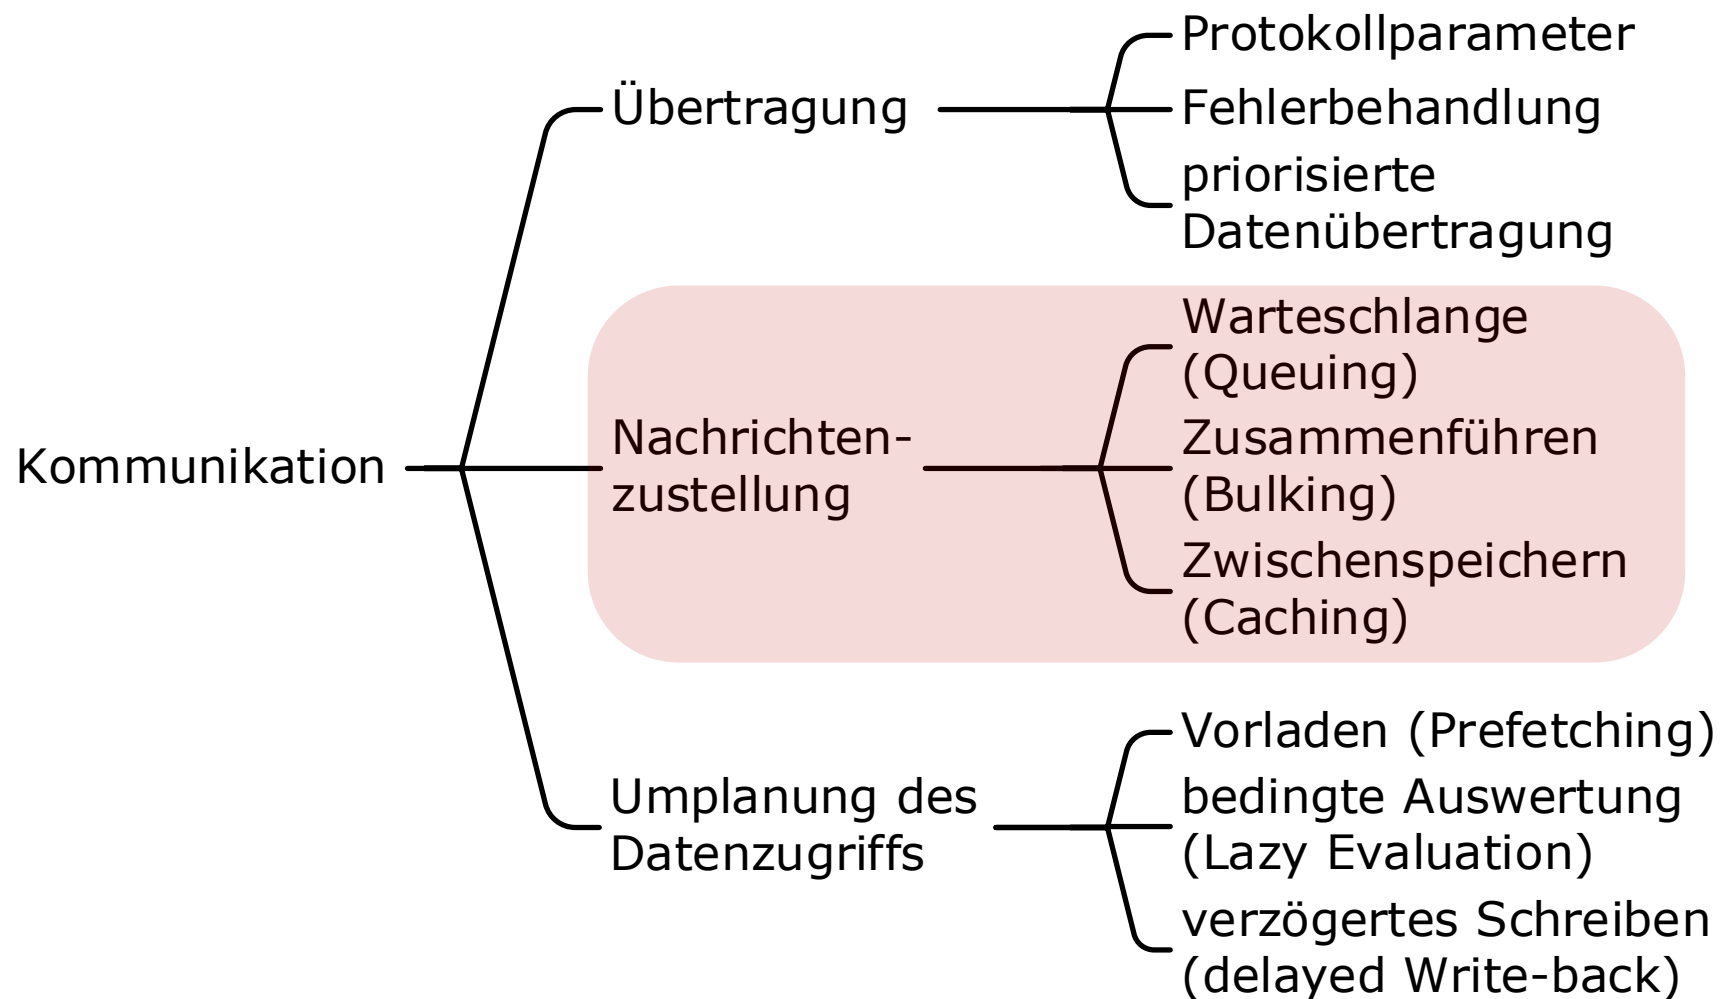 Kommunikation
Übertragung
Protokollparameter
Fehlerbehandlung
priorisierte
Datenübertragung
Nachrichten-
zustellung
Warteschlange
(Queuing)
Zusammenführen
(Bulking)
Zwischenspeichern
(Caching)
Umplanung des
Datenzugriffs
Vorladen (Prefetching)
bedingte Auswertung
(Lazy Evaluation)
verzögertes Schreiben
(delayed Write-back)